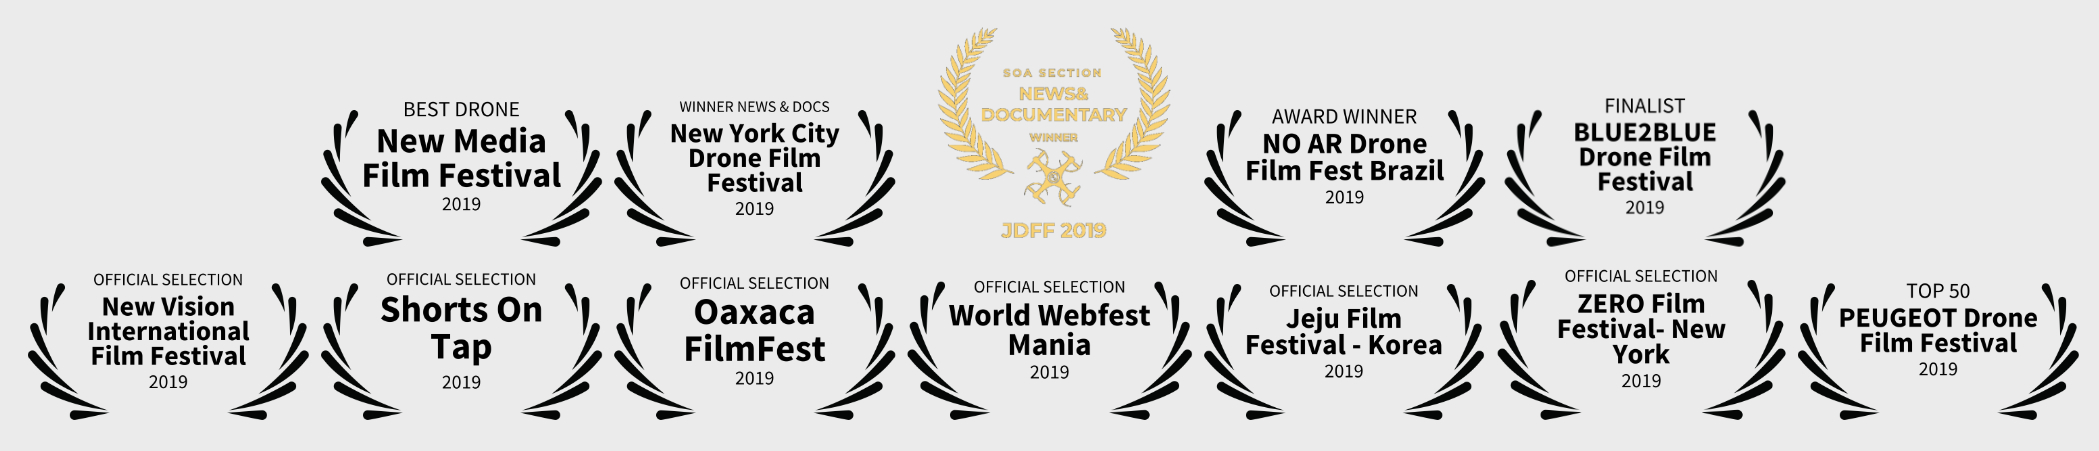 BEST DRONE
New Media
Film Festival
2019
WINNER NEWS & DOCS
New York City
Drone Film
Festival
2019
SOA SECTION
NEWS&
DOCUMENTARY
WINNER
JDFF 2019
AWARD WINNER
NO AR Drone
Film Fest Brazil
2019
FINALIST
BLUE2BLUE
Drone Film
Festival
2019
OFFICIAL SELECTION
New Vision
International
Film Festival
2019
OFFICIAL SELECTION
Shorts On
Tap
2019
OFFICIAL SELECTION
Oaxaca
FilmFest
2019
OFFICIAL SELECTION
World Webfest
Mania
2019
OFFICIAL SELECTION
Jeju Film
Festival - Korea
2019
OFFICIAL SELECTION
ZERO Film
Festival- New
York
2019
TOP 50
PEUGEOT Drone
Film Festival
2019